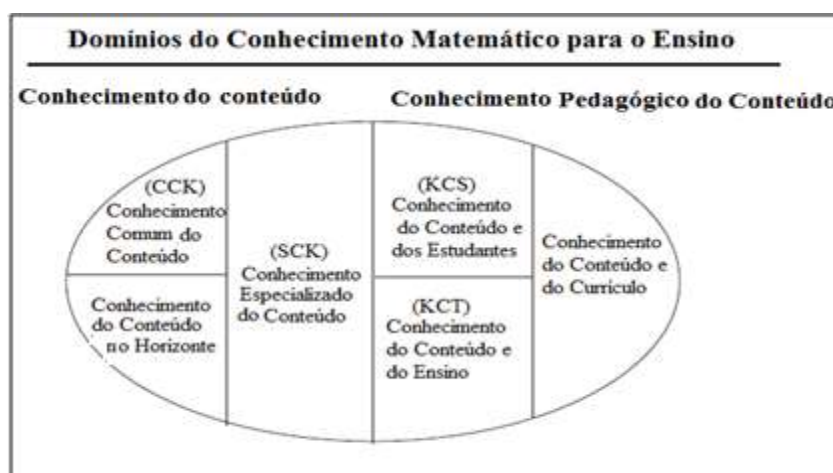 Domínios do Conhecimento Matemático para o Ensino
Conhecimento do conteúdo
Conhecimento Pedagógico do Conteúdo
(CCK)
Conhecimento
Comum do
Conteúdo
Conhecimento
do Conteúdo
no Horizonte
(SCK)
Conhecimento
Especializado
do Conteúdo
(KCS)
Conhecimento
do Conteúdo e
dos Estudantes
(KCT)
Conhecimento
do Conteúdo e
do Ensino
Conhecimento
do Conteúdo e
do Currículo